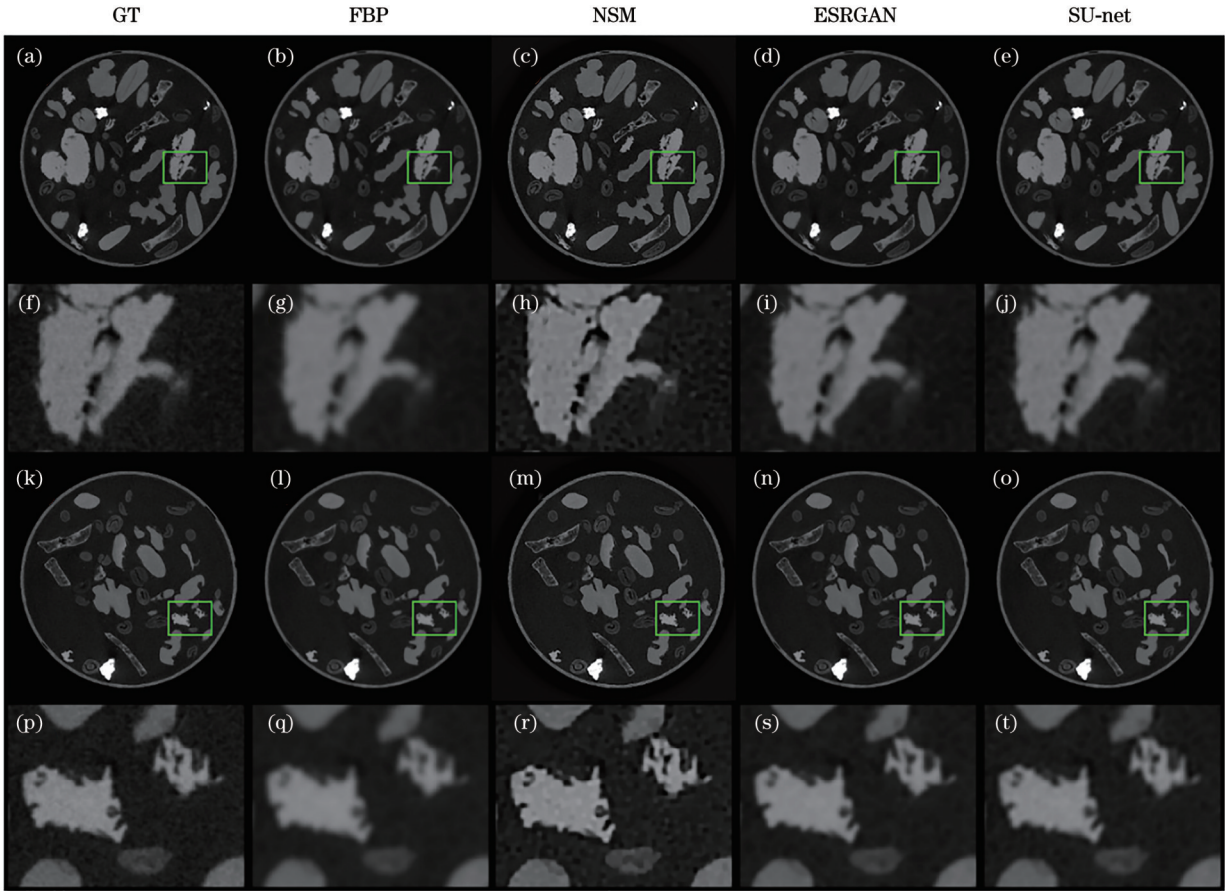 GT FBP NSM ESRGAN SU-net
(a) (b) (c) (d) (e)
(f) (g) (h) (i) (j)
(k) (l) (m) (n) (o)
(p) (q) (r) (s) (t)